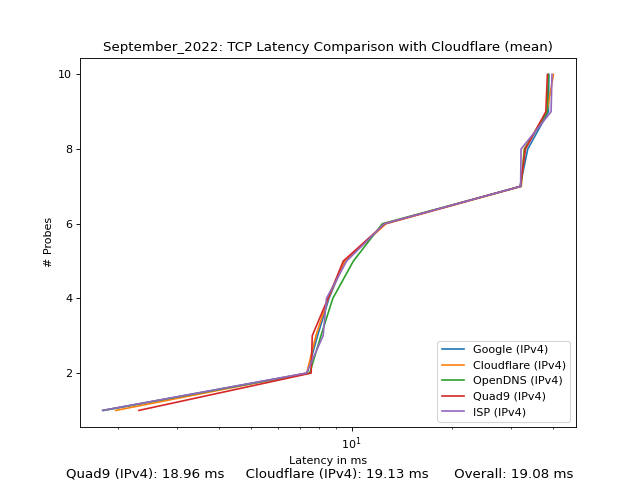 September_2022: TCP Latency Comparison with Cloudflare (mean)
10
8
6
4
2
# Probes
Google (IPv4)
Cloudflare (IPv4)
OpenDNS (IPv4)
Quad9 (IPv4)
ISP (IPv4)
10¹
Latency in ms
Quad9 (IPv4): 18.96 ms Cloudflare (IPv4): 19.13 ms Overall: 19.08 ms